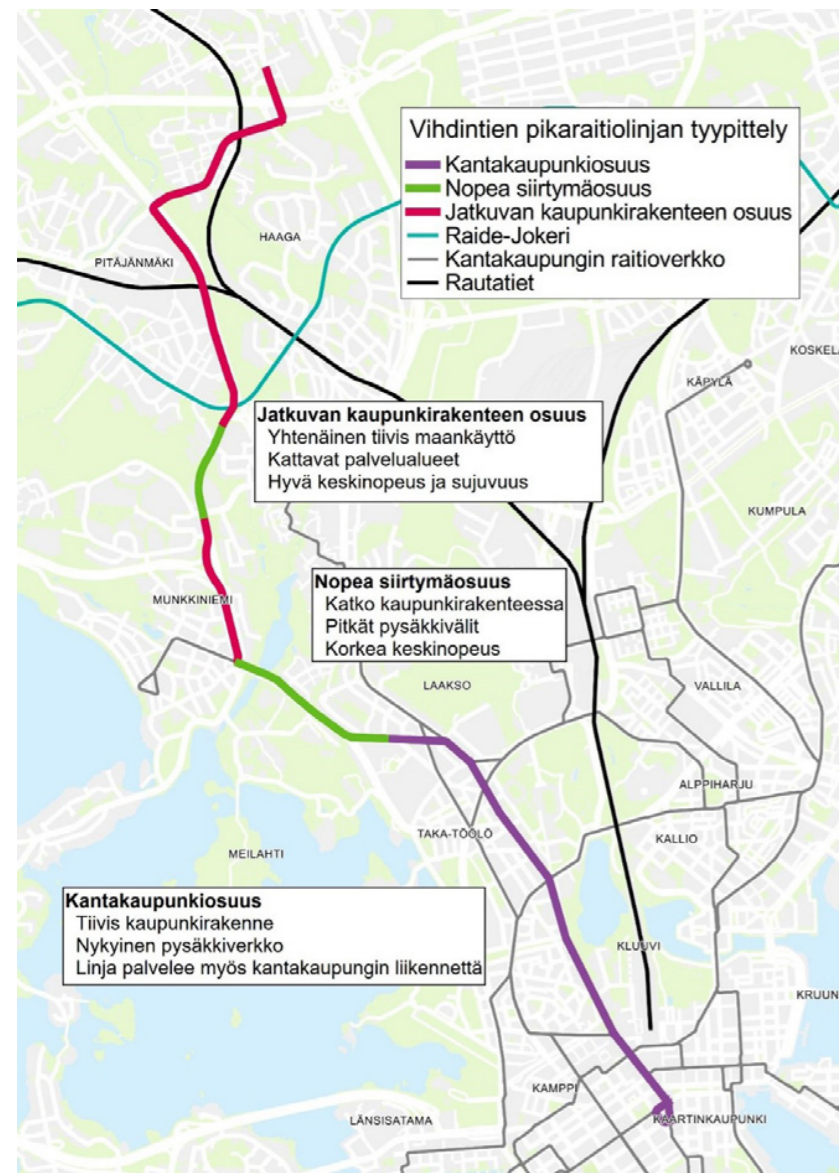 Vihdintien pikaraitiolinjan tyypittely
Kantakaupunkiosuus
Nopea siirtymäosuus
Jatkuvan kaupunkirakenteen osuus
Raide-Jokeri
Kantakaupungin raitioverkko
Rautatiet
HAAGA
PITÄJÄNMÄKI
KOSKELA
KÄPYLÄ
Jatkuvan kaupunkirakenteen osuus
Yhtenäinen tiivis maankäyttö
Kattavat palvelualueet
Hyvä keskinopeus ja sujuvuus
KUMPULA
Nopea siirtymäosuus
Katko kaupunkirakenteessa
Pitkät pysäkkivälit
Korkea keskinopeus
MUNKKINIEMI
LAAKSO
VALLILA
ALPPIHARJU
TAKA-TÖÖLÖ
KALLIO
MEILAHTI
Kantakaupunkiosuus
Tiivis kaupunkirakenne
Nykyinen pysäkkiverkko
Linja palvelee myös kantakaupungin liikennettä
KLUUVI
KRUUN
KAMPPI
LÄNSISATAMA
KAARTINKAUPUNKI